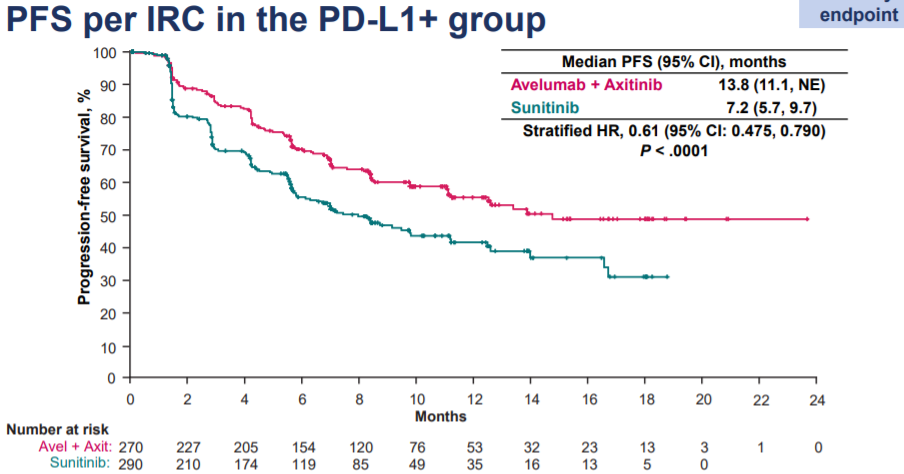 PFS per IRC in the PD-L1+ group
endpoint
Median PFS (95% CI), months
Avelumab + Axitinib 13.8 (11.1, NE)
Sunitinib 7.2 (5.7, 9.7)
Stratified HR, 0.61 (95% CI: 0.475, 0.790)
P < .0001
Progression-free survival, %
100
90
80
70
60
50
40
30
20
10
0
0 2 4 6 8 10 12 14 16 18 20 22 24
Months
Number at risk
Avel + Axit: 270 227 205 154 120 76 53 32 23 13 3 1 0
Sunitinib: 290 210 174 119 85 49 35 16 13 5 0